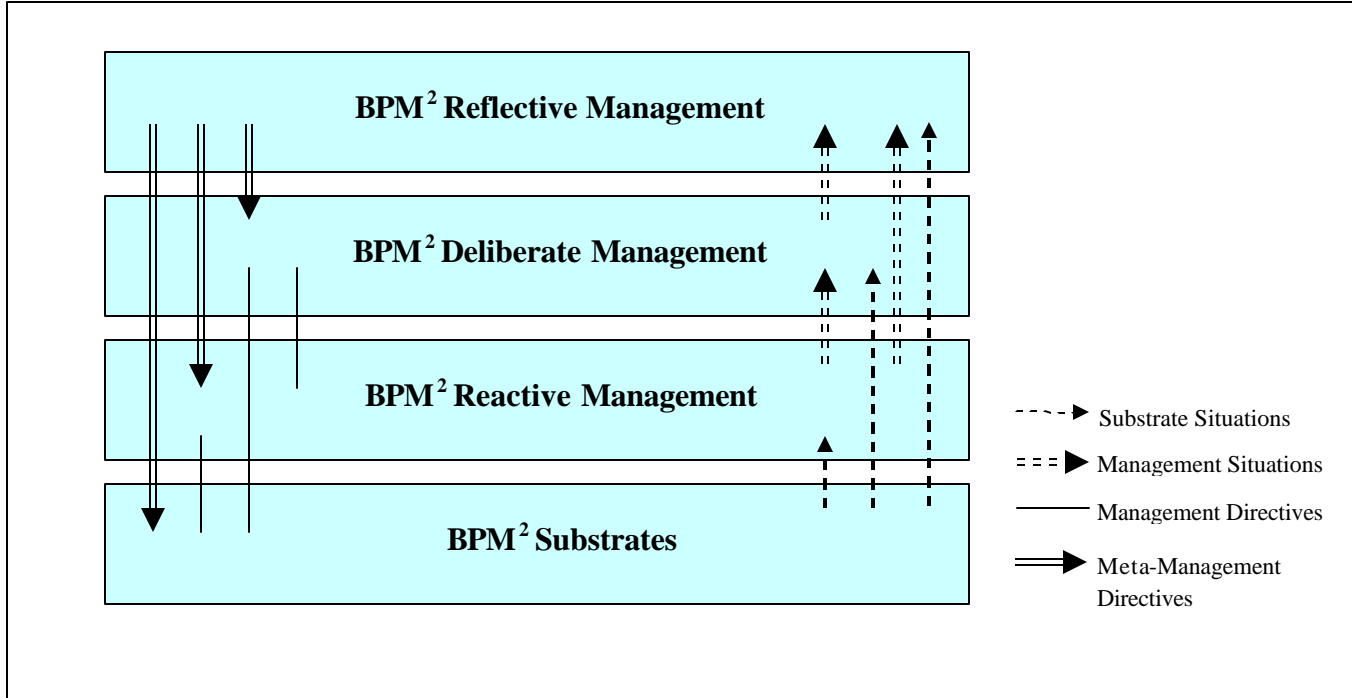 BPM² Reflective Management
BPM² Deliberate Management
BPM² Reactive Management
BPM² Substrates
Substrate Situations
Management Situations
Management Directives
Meta-Management
Directives